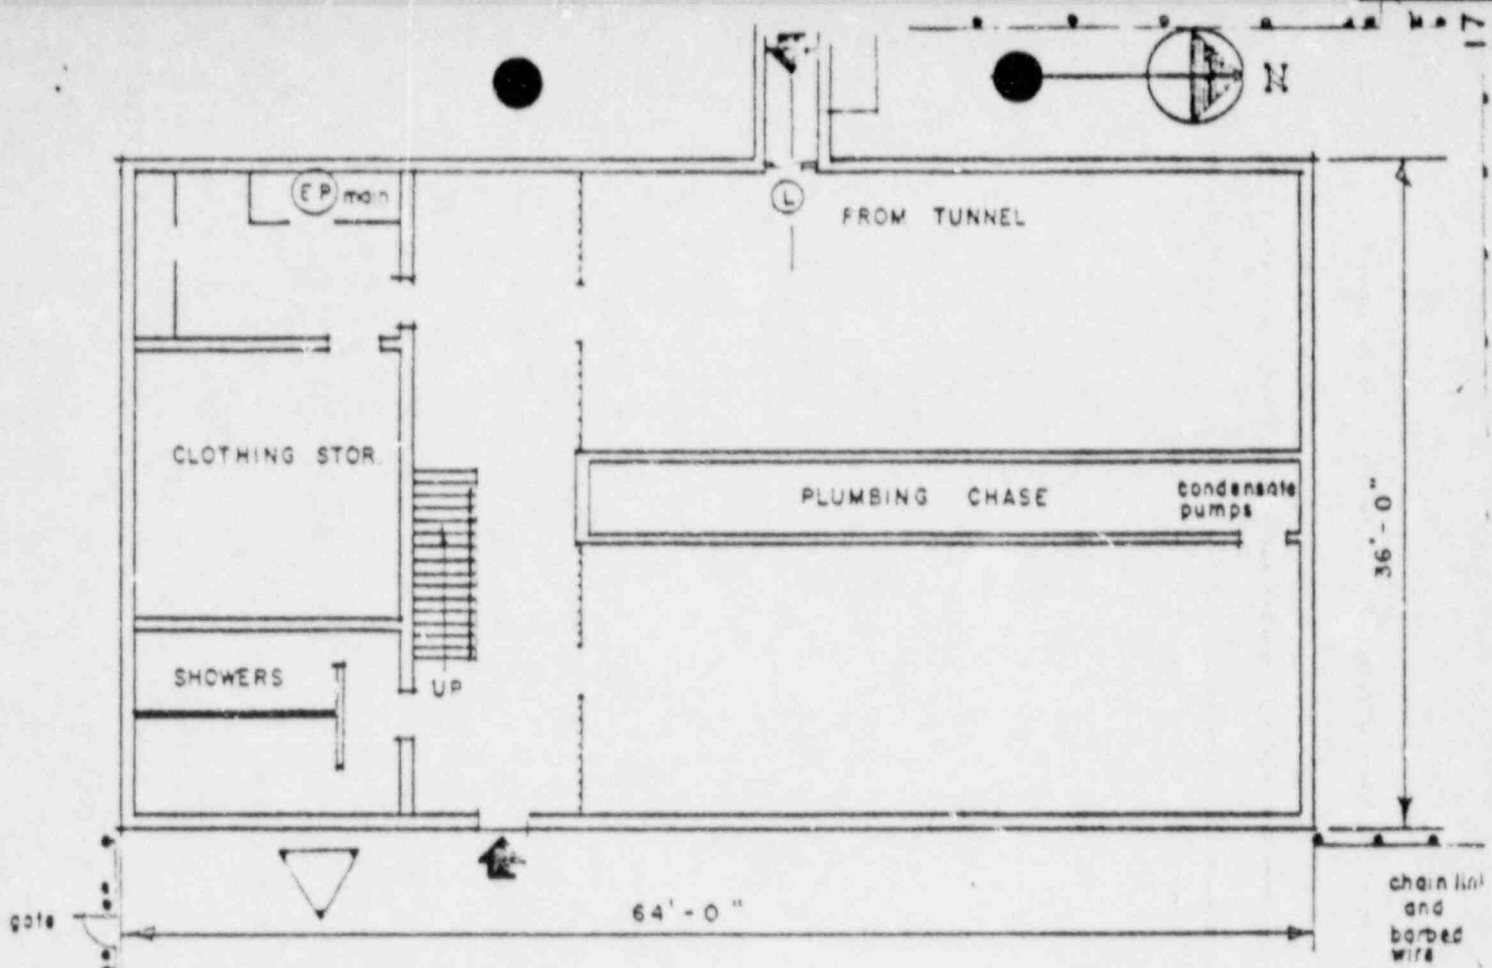 17
N
EP main
L
FROM TUNNEL
CLOTHING STOR.
PLUMBING CHASE
condensate
pumps
36'-0"
SHOWERS
UP
64'-0"
gate
chain link
and
barbed
wire